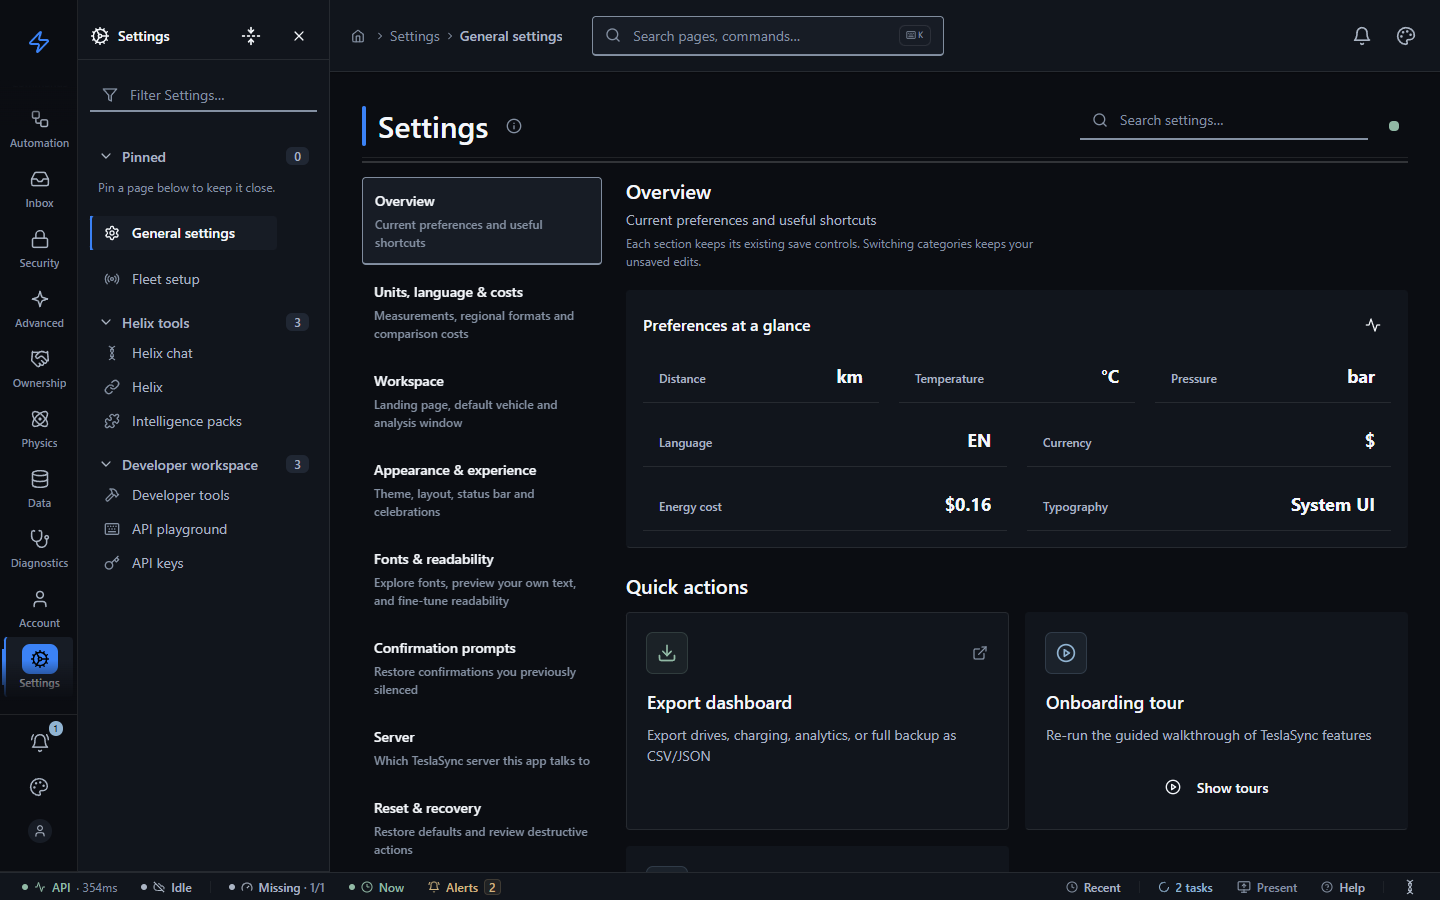 Settings
Settings
General settings
Search pages, commands...
K
Filter Settings...
Pinned
0
Pin a page below to keep it close.
General settings
Fleet setup
Helix tools
3
Helix chat
Helix
Intelligence packs
Developer workspace
3
Developer tools
API playground
API keys
Automation
Inbox
Security
Advanced
Ownership
Physics
Data
Diagnostics
Account
Settings
1
Settings
Search settings...
Overview
Current preferences and useful
shortcuts
Units, language & costs
Measurements, regional formats and
comparison costs
Workspace
Landing page, default vehicle and
analysis window
Appearance & experience
Theme, layout, status bar and
celebrations
Fonts & readability
Explore fonts, preview your own text,
and fine-tune readability
Confirmation prompts
Restore confirmations you previously
silenced
Server
Which TeslaSync server this app talks to
Reset & recovery
Restore defaults and review destructive
actions
Overview
Current preferences and useful shortcuts
Each section keeps its existing save controls. Switching categories keeps your
unsaved edits.
Preferences at a glance
Distance
km
Temperature
°C
Pressure
bar
Language
EN
Currency
$
Energy cost
$0.16
Typography
System UI
Quick actions
Export dashboard
Export drives, charging, analytics, or full backup as
CSV/JSON
Onboarding tour
Re-run the guided walkthrough of TeslaSync features
Show tours
API · 354ms
Idle
Missing · 1/1
Now
Alerts 2
Recent
2 tasks
Present
Help